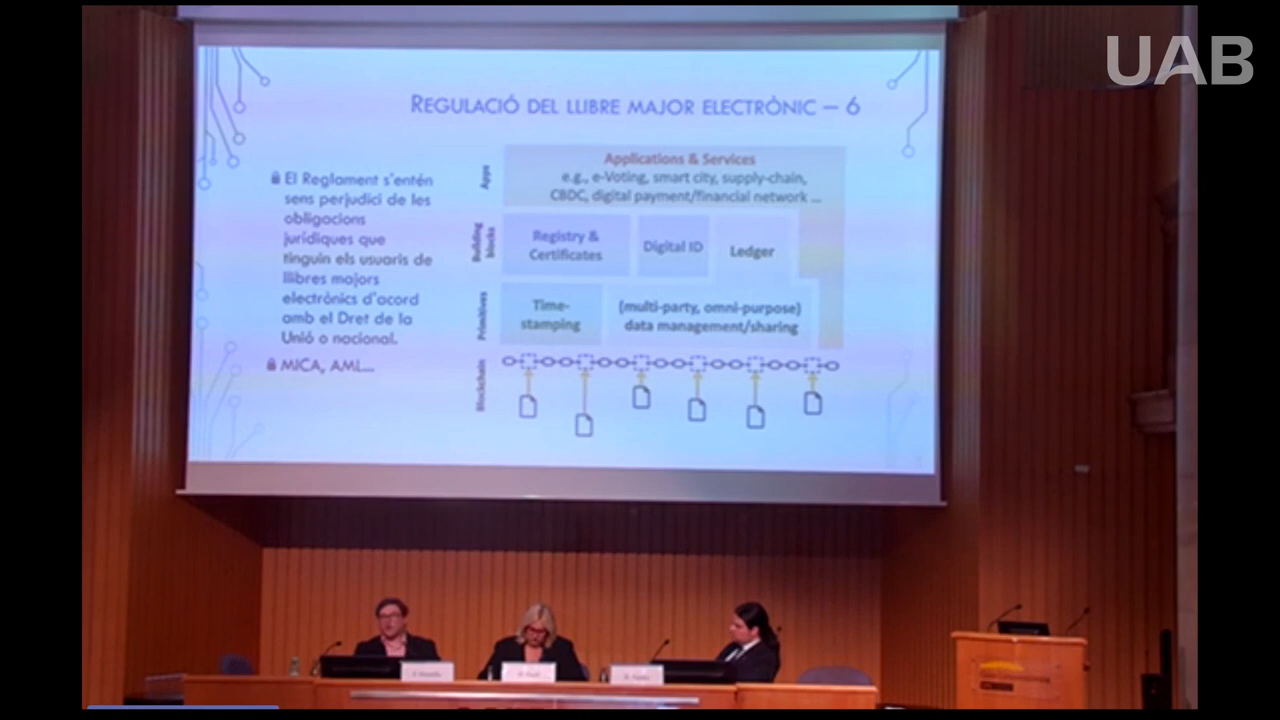 UAB
REGULACIÓ DEL LLIBRE MAJOR ELECTRÒNIC – 6
El Reglament s'entén
sens perjudici de les
obligacions
jurídiques que
tinguin els usuaris de
llibres majors
electrònics d'acord
amb el Dret de la
Unió o nacional.
MICA, AML...
Apps
Applications & Services
e.g., e-Voting, smart city, supply-chain,
CBDC, digital payment/financial network ...
Building
blocks
Registry &
Certificates
Digital ID
Ledger
Primitives
Time-
stamping
(multi-party, omni-purpose)
data management/sharing
Blockchain